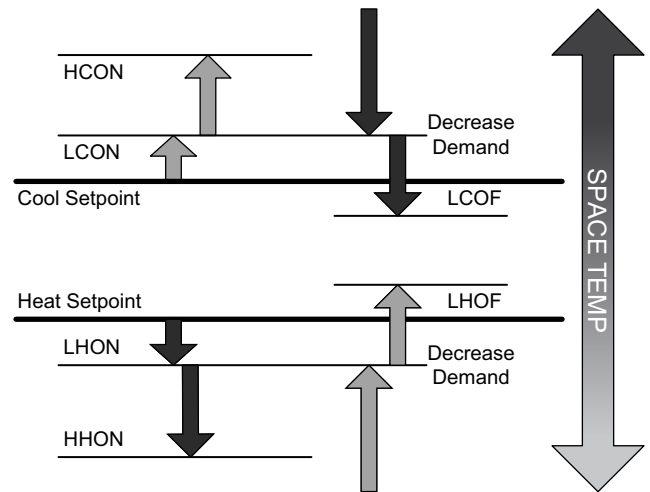 HCON
Decrease
Demand
LCON
Cool Setpoint
LCOF
Heat Setpoint
LHOF
LHON
Decrease
Demand
HHON
SPACE TEMP